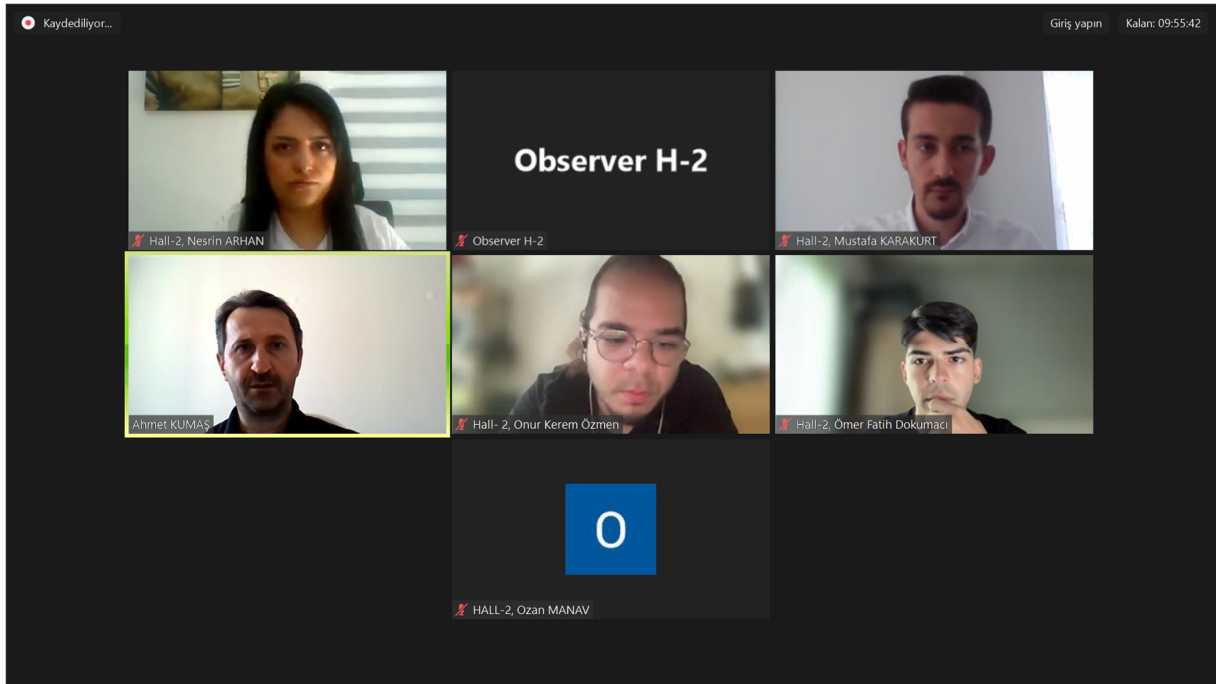 Kaydediliyor...
Giriş yapın
Kalan: 09:55:42
Hall-2, Nesrin ARHAN
Observer H-2
Observer H-2
Hall-2, Mustafa KARAKURT
Ahmet KUMAŞ
Hall- 2, Onur Kerem Özmen
Hall-2, Ömer Fatih Dokumacı
O
HALL-2, Ozan MANAV